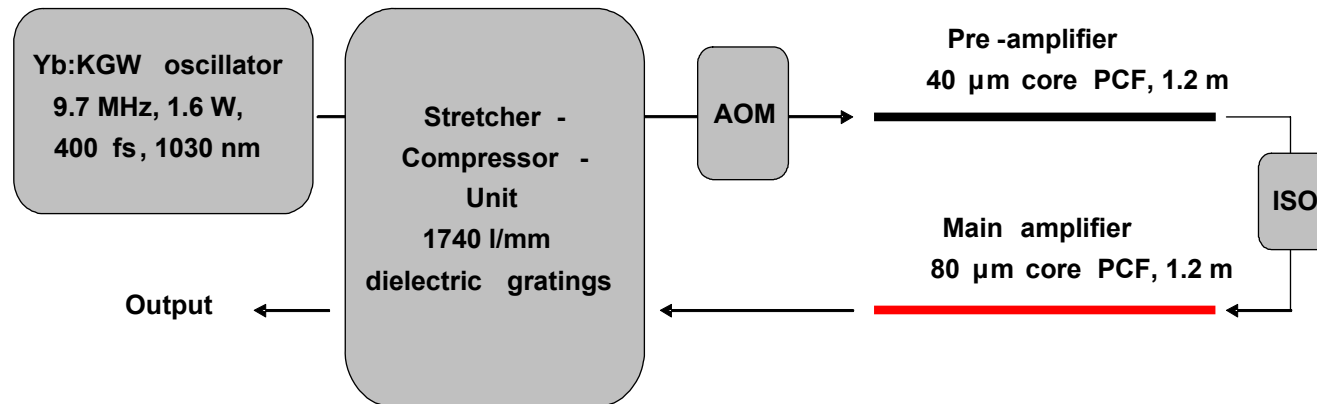 Yb:KGW oscillator
9.7 MHz, 1.6 W,
400 fs, 1030 nm
Stretcher -
Compressor -
Unit
1740 l/mm
dielectric gratings
AOM
Pre -amplifier
40 µm core PCF, 1.2 m
ISO
Main amplifier
80 µm core PCF, 1.2 m
Output